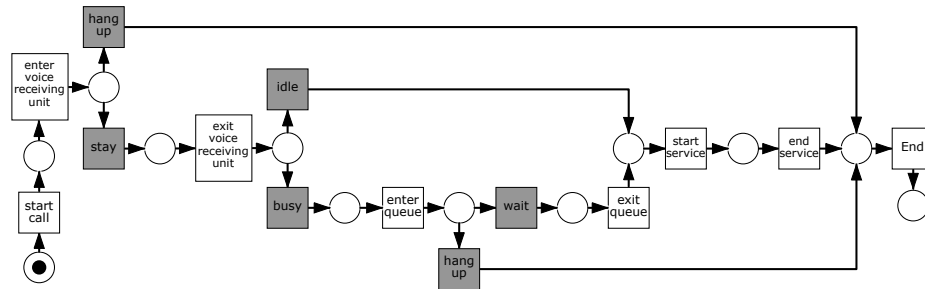 hang
up
enter
voice
receiving
unit
idle
stay
exit
voice
receiving
unit
start
service
end
service
End
start
call
busy
enter
queue
wait
exit
queue
hang
up